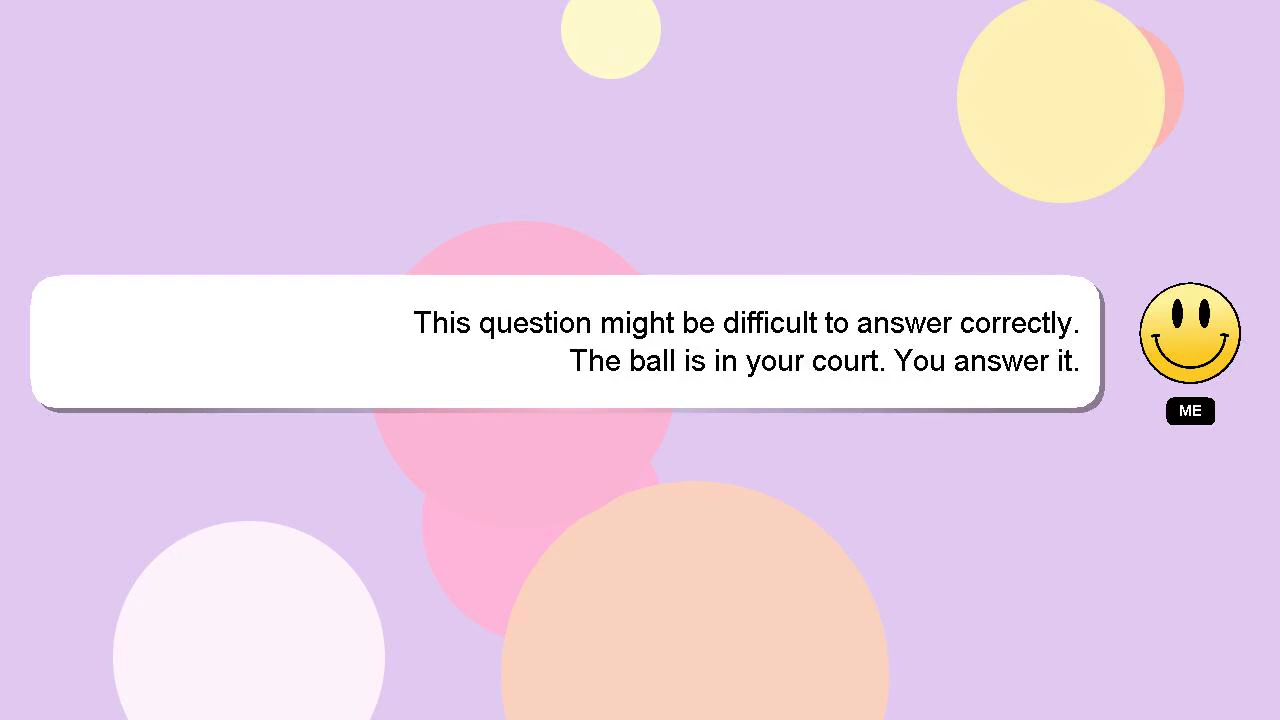 This question might be difficult to answer correctly.
The ball is in your court. You answer it.
ME